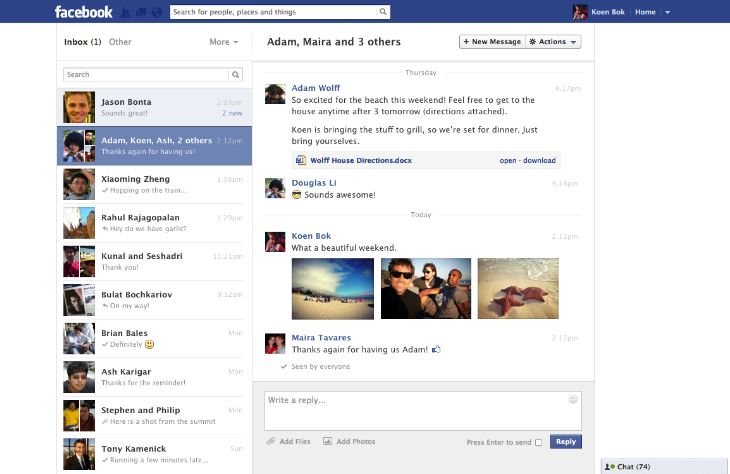 facebook
Search for people, places and things
Koen Bok
Home
Inbox (1)
Other
More
Adam, Maira and 3 others
+ New Message
Actions
Search
Jason Bonta
2:18pm
Sounds great!
2 new
Adam, Koen, Ash, 2 others
2:12pm
Thanks again for having us!
Xiaoming Zheng
1:58pm
Hopping on the train...
Rahul Rajagopalan
1:29pm
Hey do we have garlic?
Kunal and Seshadri
11:21am
Thank you!
Bulat Bochkariov
9:12am
On my way!
Brian Bales
Mon
Definitely
Ash Karigar
Mon
Thanks for the reminder!
Stephen and Philip
Mon
Here is a shot from the summit
Tony Kamenick
Sun
Running a few minutes late...
Thursday
Adam Wolff
4:17pm
So excited for the beach this weekend! Feel free to get to the
house anytime after 3 tomorrow (directions attached).
Koen is bringing the stuff to grill, so we're set for dinner. Just
bring yourselves.
Wolff House Directions.docx
open · download
Douglas Li
4:19pm
Sounds awesome!
Today
Koen Bok
2:11pm
What a beautiful weekend.
Maira Tavares
2:12pm
Thanks again for having us Adam!
Seen by everyone
Write a reply...
Add Files
Add Photos
Press Enter to send
Reply
Chat (74)